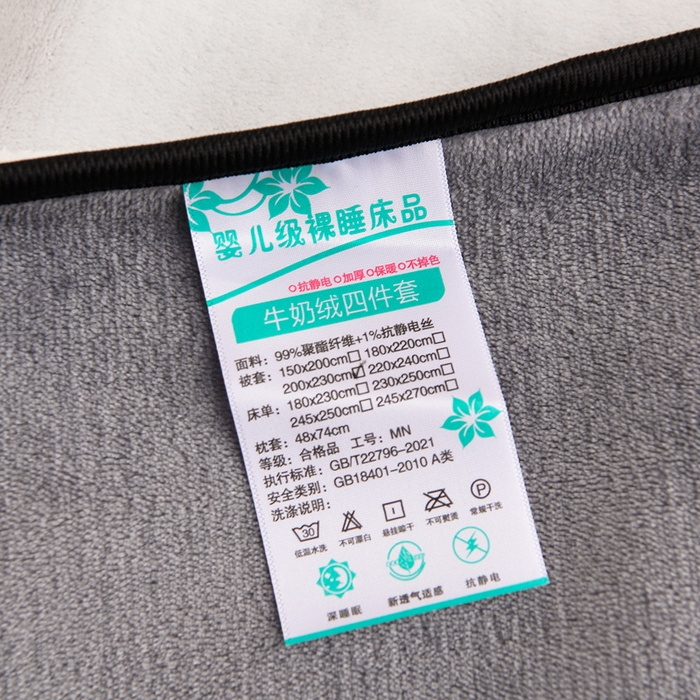 婴儿级裸睡床品
抗静电 加厚 保暖 不掉色
牛奶绒四件套
面料：99%聚酯纤维+1%抗静电丝
被套：150x200cm□ 180x220cm□
200x230cm☑ 220x240cm□
床单：180x230cm□ 230x250cm□
245x250cm□ 245x270cm□
枕套：48x74cm
等级：合格品 工号：MN
执行标准：GB/T22796-2021
安全类别：GB18401-2010 A类
洗涤说明：
30 P
低温水洗 不可漂白 悬挂晾干 不可熨烫 常规干洗
深睡眠 新透气适感 抗静电